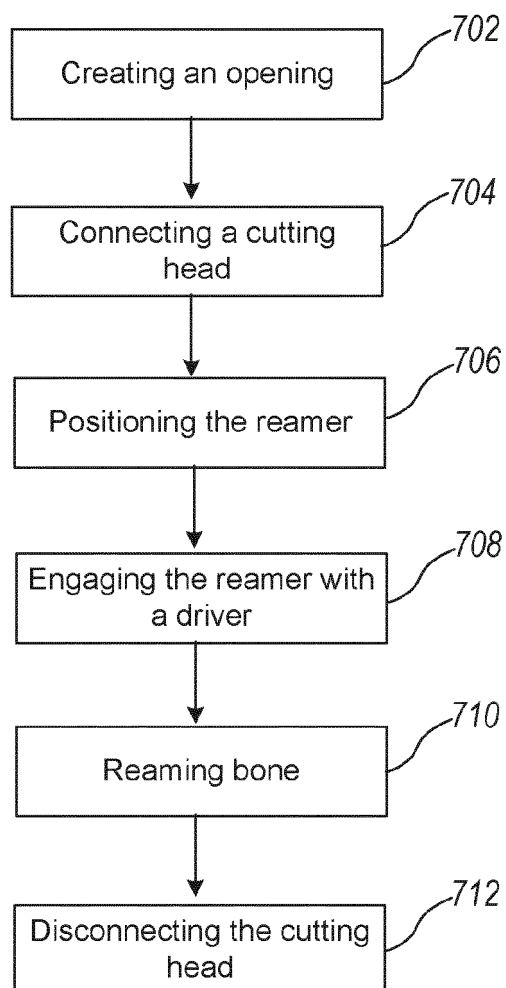 702
Creating an opening
704
Connecting a cutting
head
706
Positioning the reamer
708
Engaging the reamer with
a driver
710
Reaming bone
712
Disconnecting the cutting
head